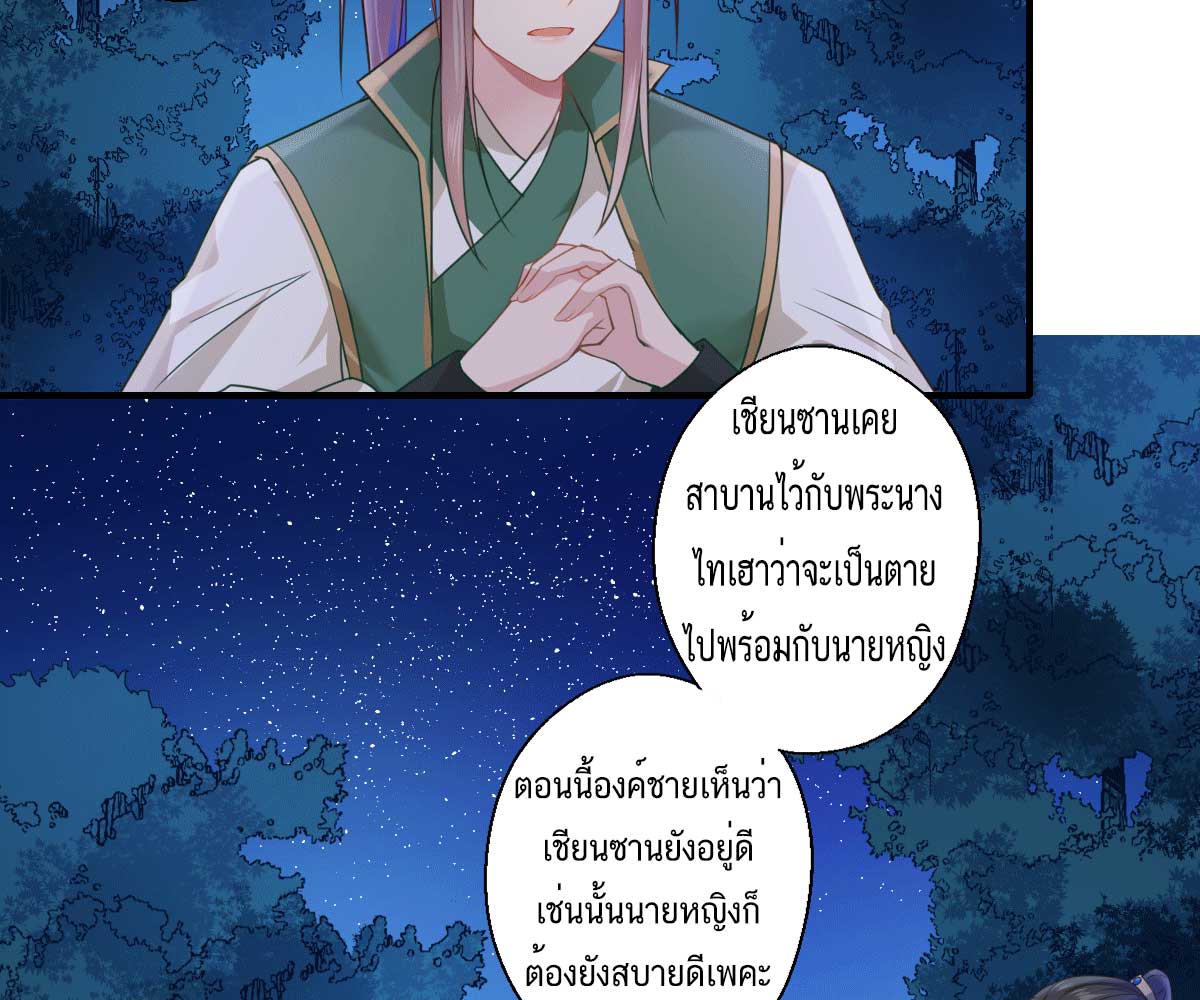 เชียนซานเคย
สาบานไว้กับพระนาง
ไทเฮาว่าจะเป็นตาย
ไปพร้อมกับนายหญิง
ตอนนี้องค์ชายเห็นว่า
เชียนซานยังอยู่ดี
เช่นนั้นนายหญิงก็
ต้องยังสบายดีเพคะ